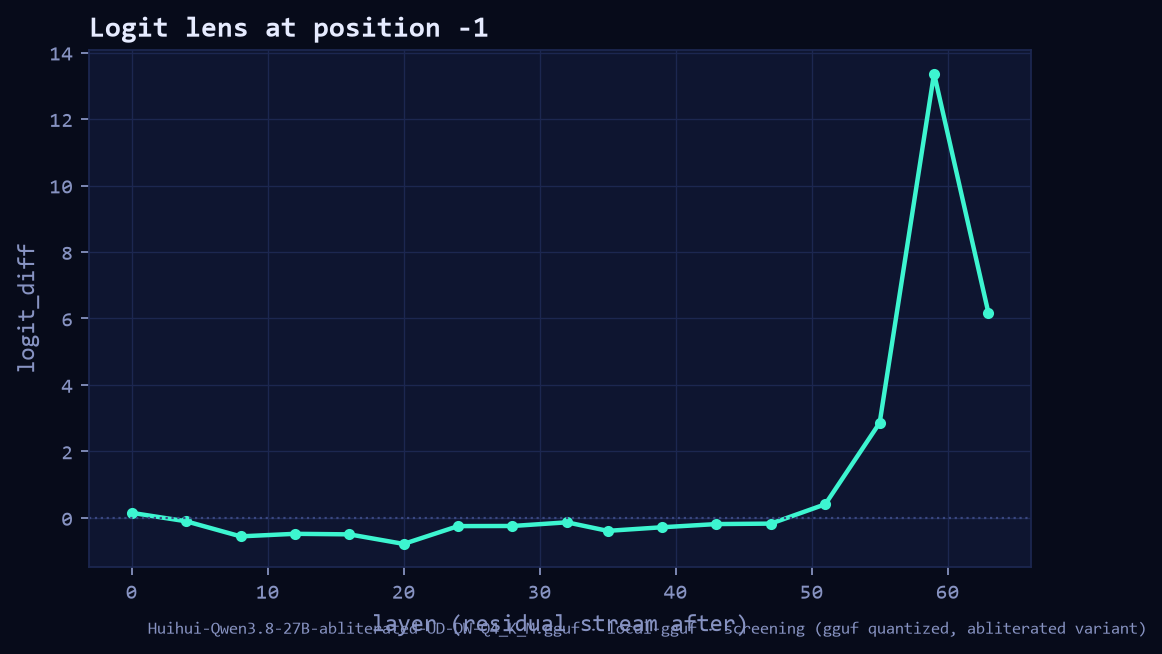 Logit lens at position -1
14
12
10
8
6
4
2
0
logit_diff
0 10 20 30 40 50 60
layer (residual stream after)
Huihui-Qwen3.8-27B-abliterated-UD-Q4_K_M.gguf local-gguf screening (gguf quantized, abliterated variant)